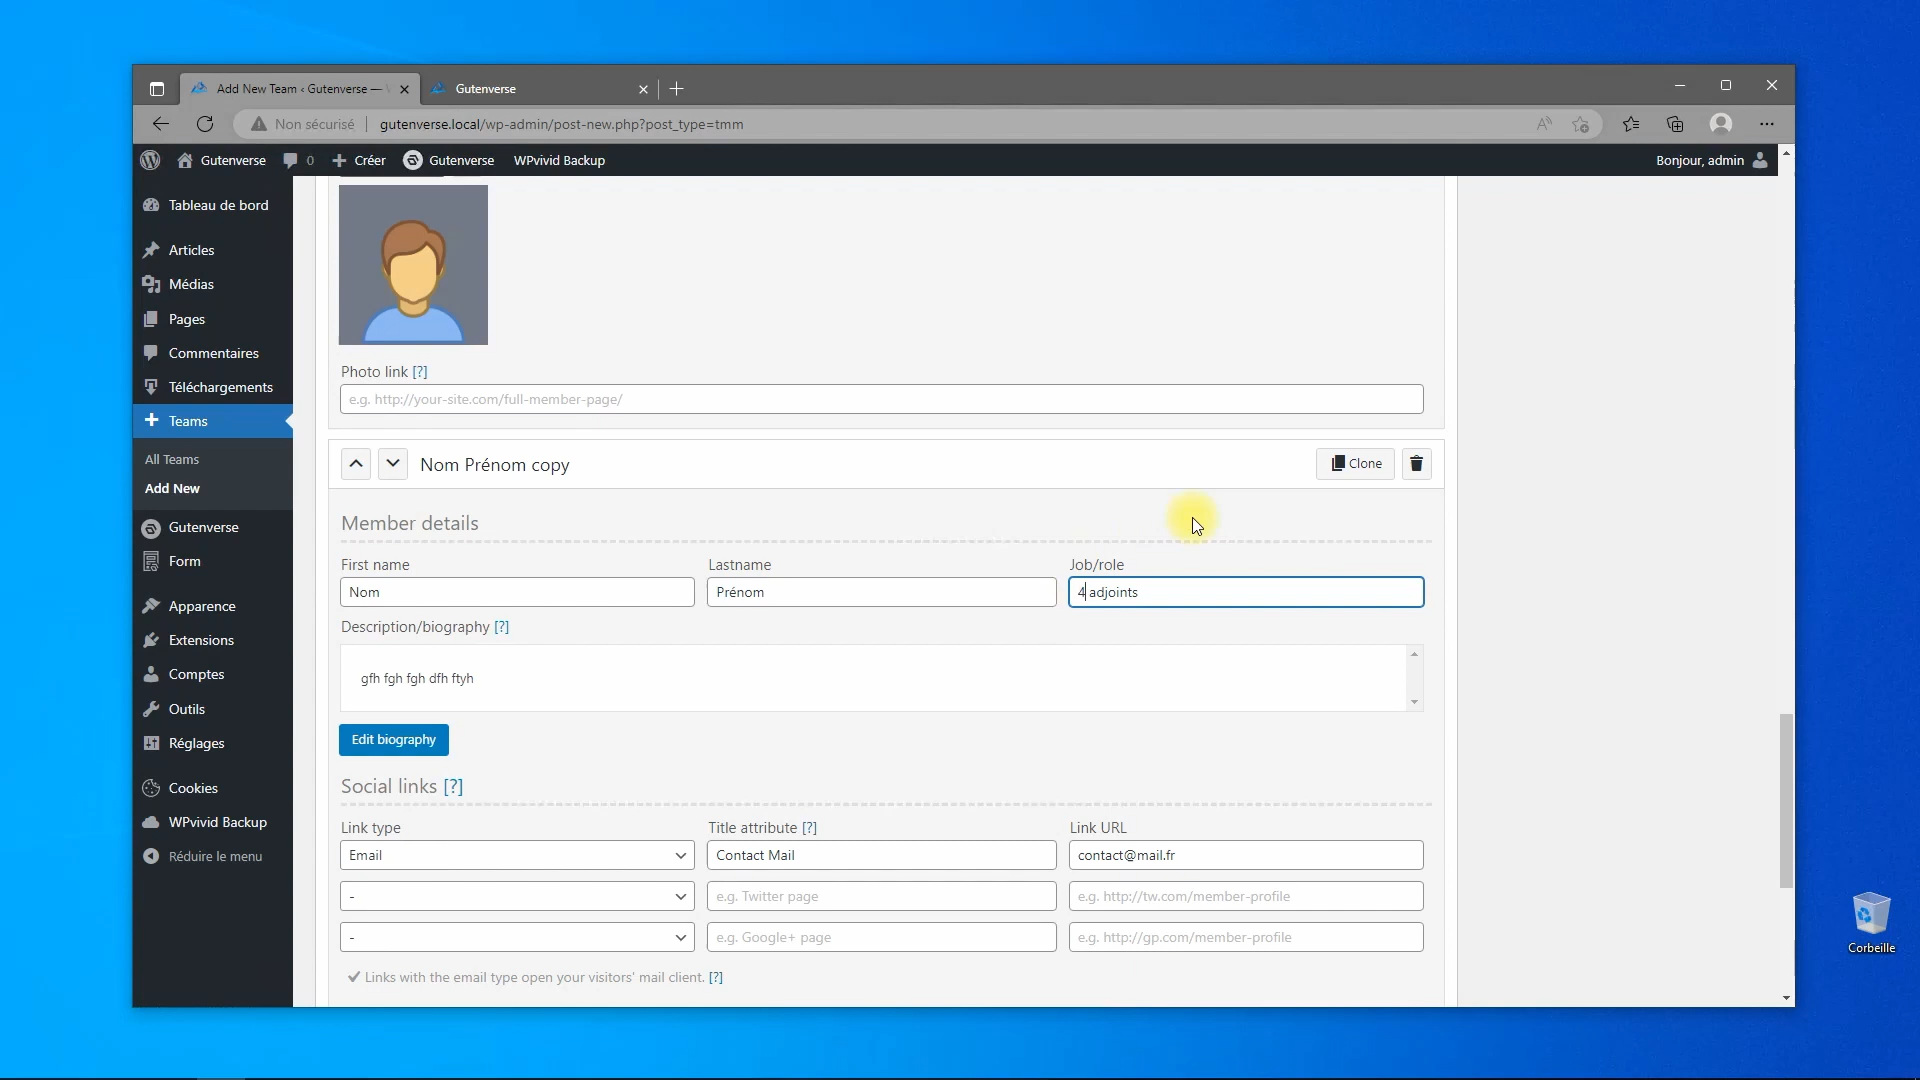 Add New Team ‹ Gutenverse —
Gutenverse
Non sécurisé
gutenverse.local/wp-admin/post-new.php?post_type=tmm
Gutenverse
0
Créer
Gutenverse
WPvivid Backup
Bonjour, admin
Tableau de bord
Articles
Médias
Pages
Commentaires
Téléchargements
Teams
All Teams
Add New
Gutenverse
Form
Apparence
Extensions
Comptes
Outils
Réglages
Cookies
WPvivid Backup
Réduire le menu
Photo link [?]
e.g. http://your-site.com/full-member-page/
Nom Prénom copy
Clone
Member details
First name
Lastname
Job/role
Nom
Prénom
4 adjoints
Description/biography [?]
gfh fgh fgh dfh ftyh
Edit biography
Social links [?]
Link type
Title attribute [?]
Link URL
Email
Contact Mail
contact@mail.fr
-
e.g. Twitter page
e.g. http://tw.com/member-profile
-
e.g. Google+ page
e.g. http://gp.com/member-profile
Links with the email type open your visitors' mail client. [?]
Corbeille